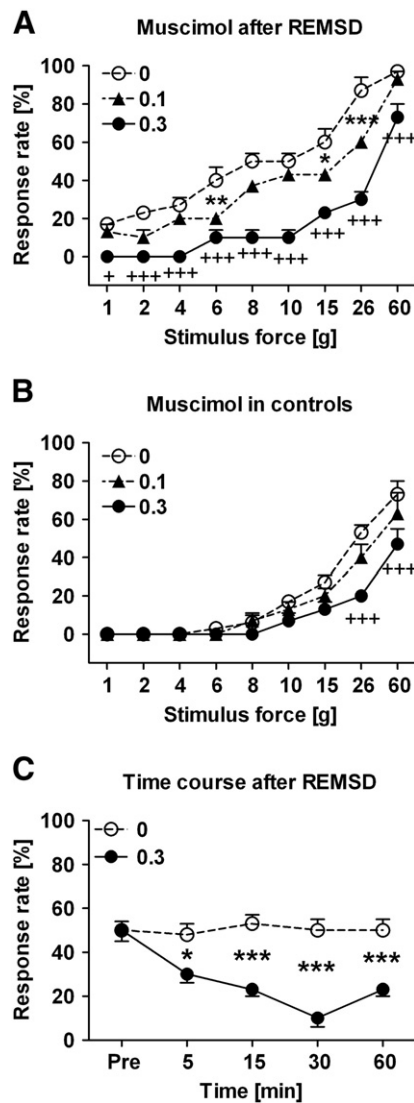 A
Muscimol after REMSD
Response rate [%]
100
80
60
40
20
0
0
0.1
0.3
** * ***
+ +++ +++ +++ +++ +++ +++ +++ +++
1 2 4 6 8 10 15 26 60
Stimulus force [g]
B
Muscimol in controls
Response rate [%]
100
80
60
40
20
0
0
0.1
0.3
+++ +++
1 2 4 6 8 10 15 26 60
Stimulus force [g]
C
Time course after REMSD
Response rate [%]
100
80
60
40
20
0
0
0.3
* *** *** ***
Pre 5 15 30 60
Time [min]